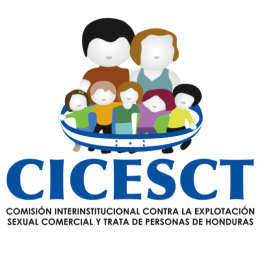 CICESCT
COMISIÓN INTERINSTITUCIONAL CONTRA LA EXPLOTACIÓN
SEXUAL COMERCIAL Y TRATA DE PERSONAS DE HONDURAS